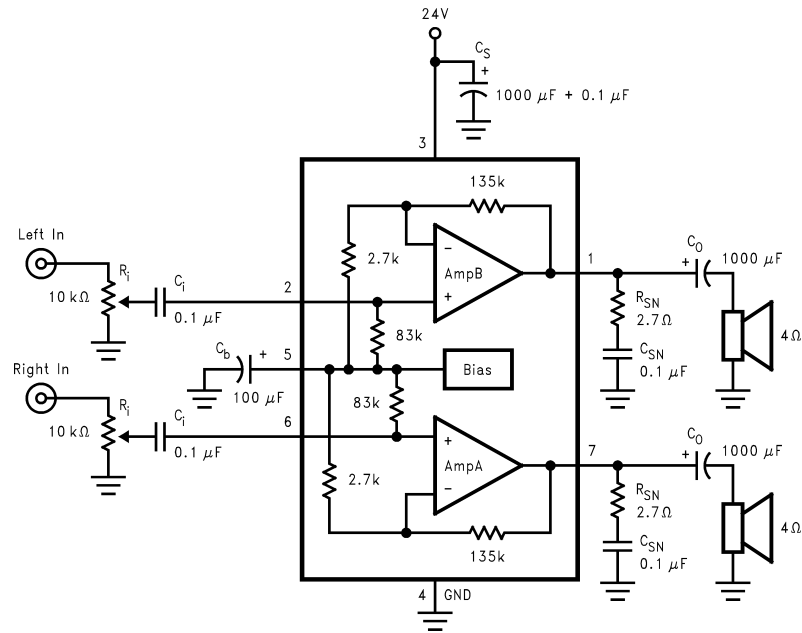 24V
C_S
+
1000 µF + 0.1 µF
3
135k
Left In
R_i
10 kΩ
C_i
0.1 µF
2
2.7k
−
AmpB
+
1
+
C_O
1000 µF
R_SN
2.7Ω
C_SN
0.1 µF
4Ω
83k
C_b
+
100 µF
5
Bias
Right In
R_i
10 kΩ
C_i
0.1 µF
6
83k
+
AmpA
−
2.7k
135k
7
+
C_O
1000 µF
R_SN
2.7Ω
C_SN
0.1 µF
4Ω
4 GND